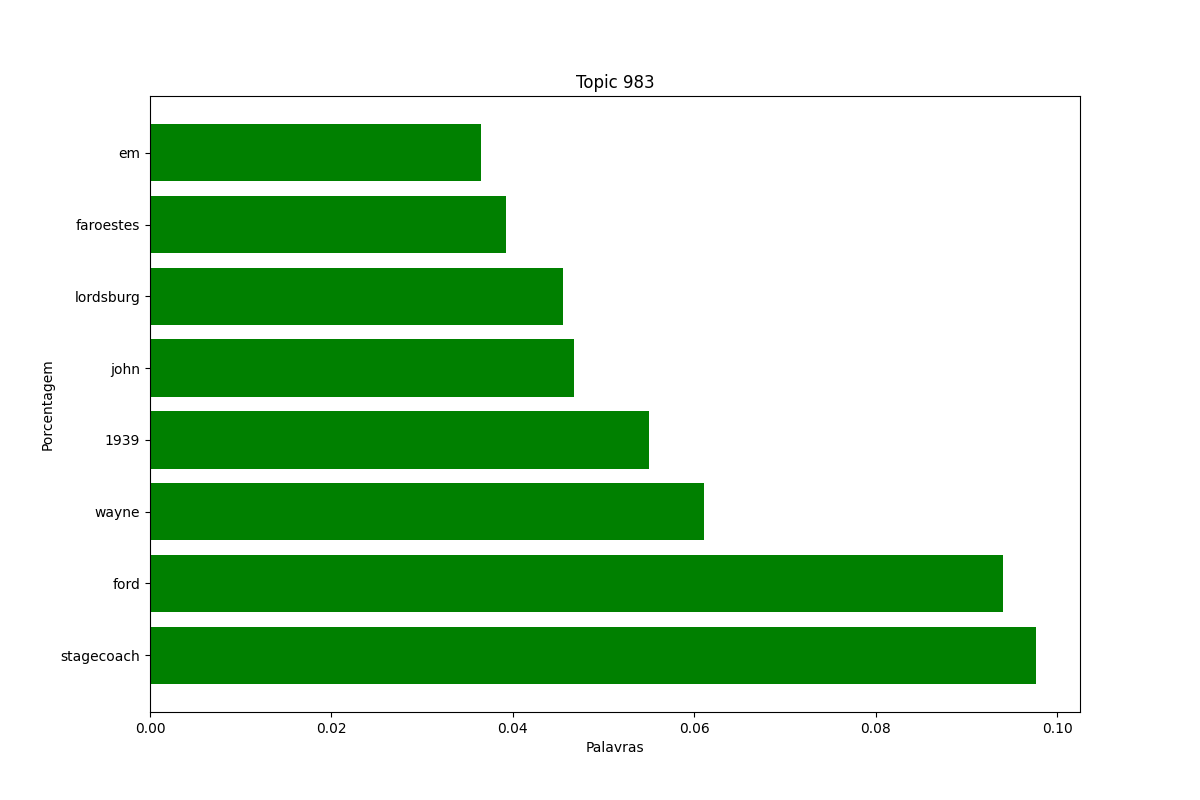 Topic 983
em
faroestes
lordsburg
john
1939
wayne
ford
stagecoach
Porcentagem
0.00 0.02 0.04 0.06 0.08 0.10
Palavras